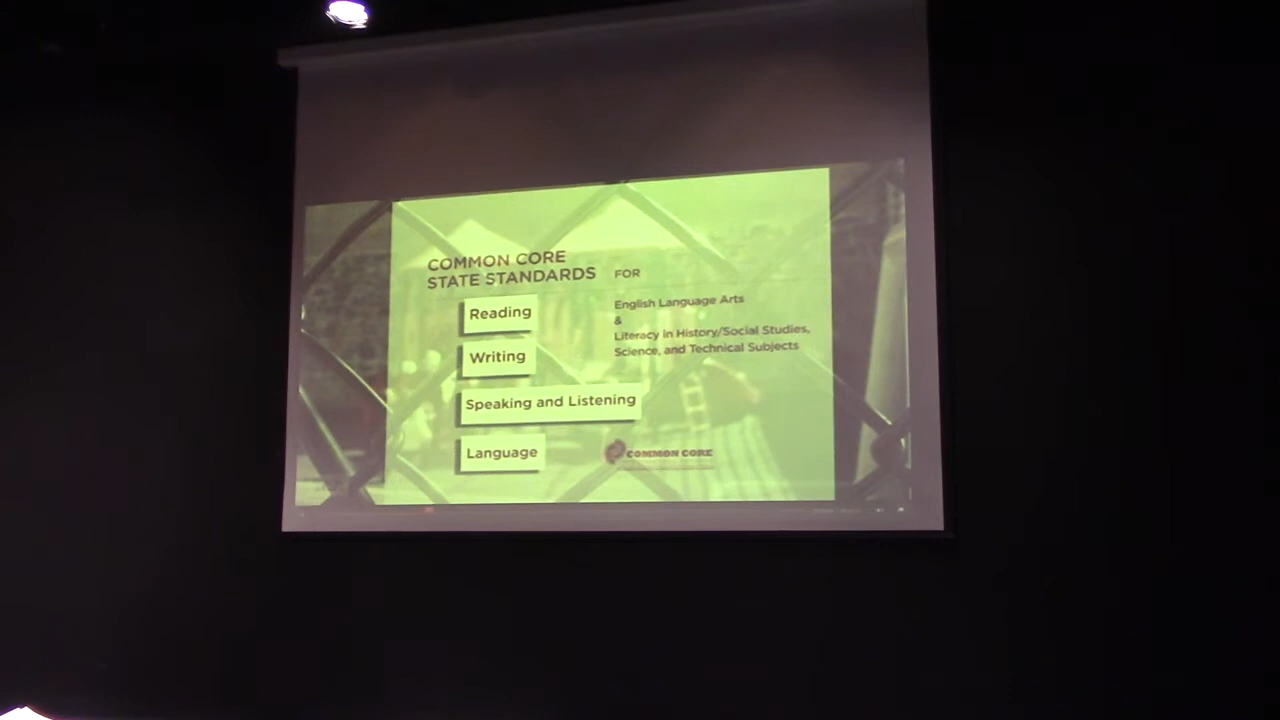 COMMON CORE
STATE STANDARDS FOR
Reading
Writing
Speaking and Listening
Language
English Language Arts
&
Literacy in History/Social Studies,
Science, and Technical Subjects
COMMON CORE